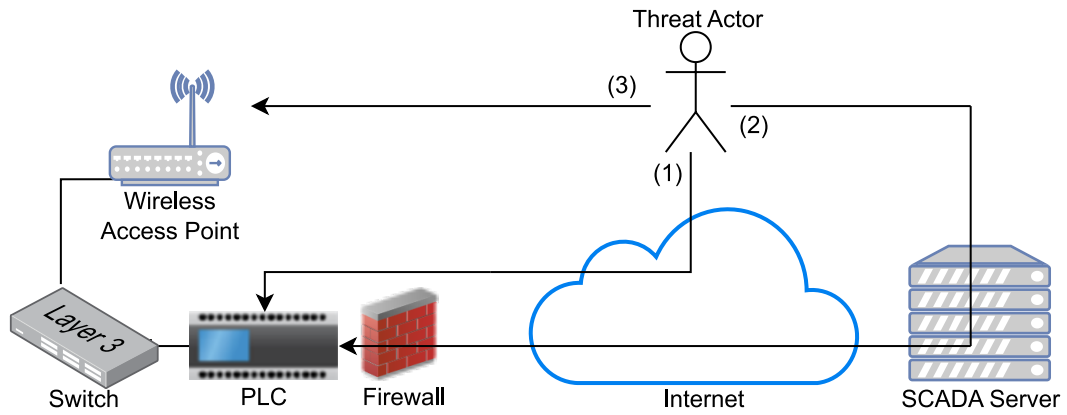 Threat Actor
(3)
(2)
(1)
Wireless
Access Point
Layer 3
Switch
PLC
Firewall
Internet
SCADA Server